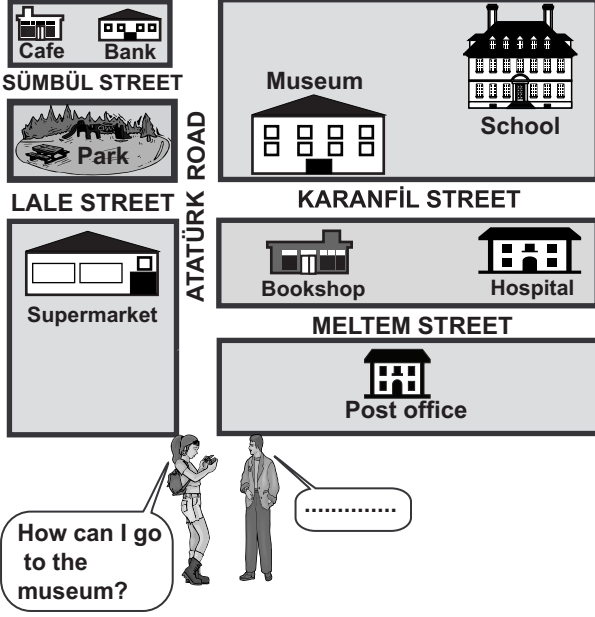 Cafe Bank
SÜMBÜL STREET
Park
LALE STREET
ATATÜRK ROAD
Museum
School
KARANFİL STREET
Supermarket
Bookshop
Hospital
MELTEM STREET
Post office
How can I go
to the
museum?
..............